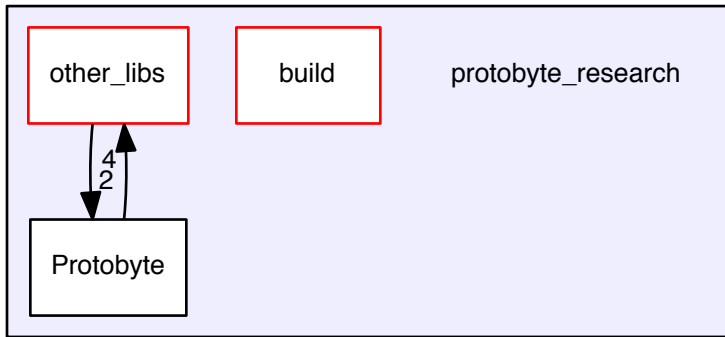 other_libs
build
protobyte_research
4
2
Protobyte